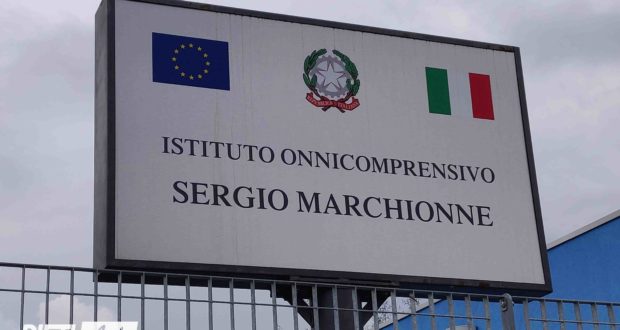 ISTITUTO ONNICOMPRENSIVO
SERGIO MARCHIONNE